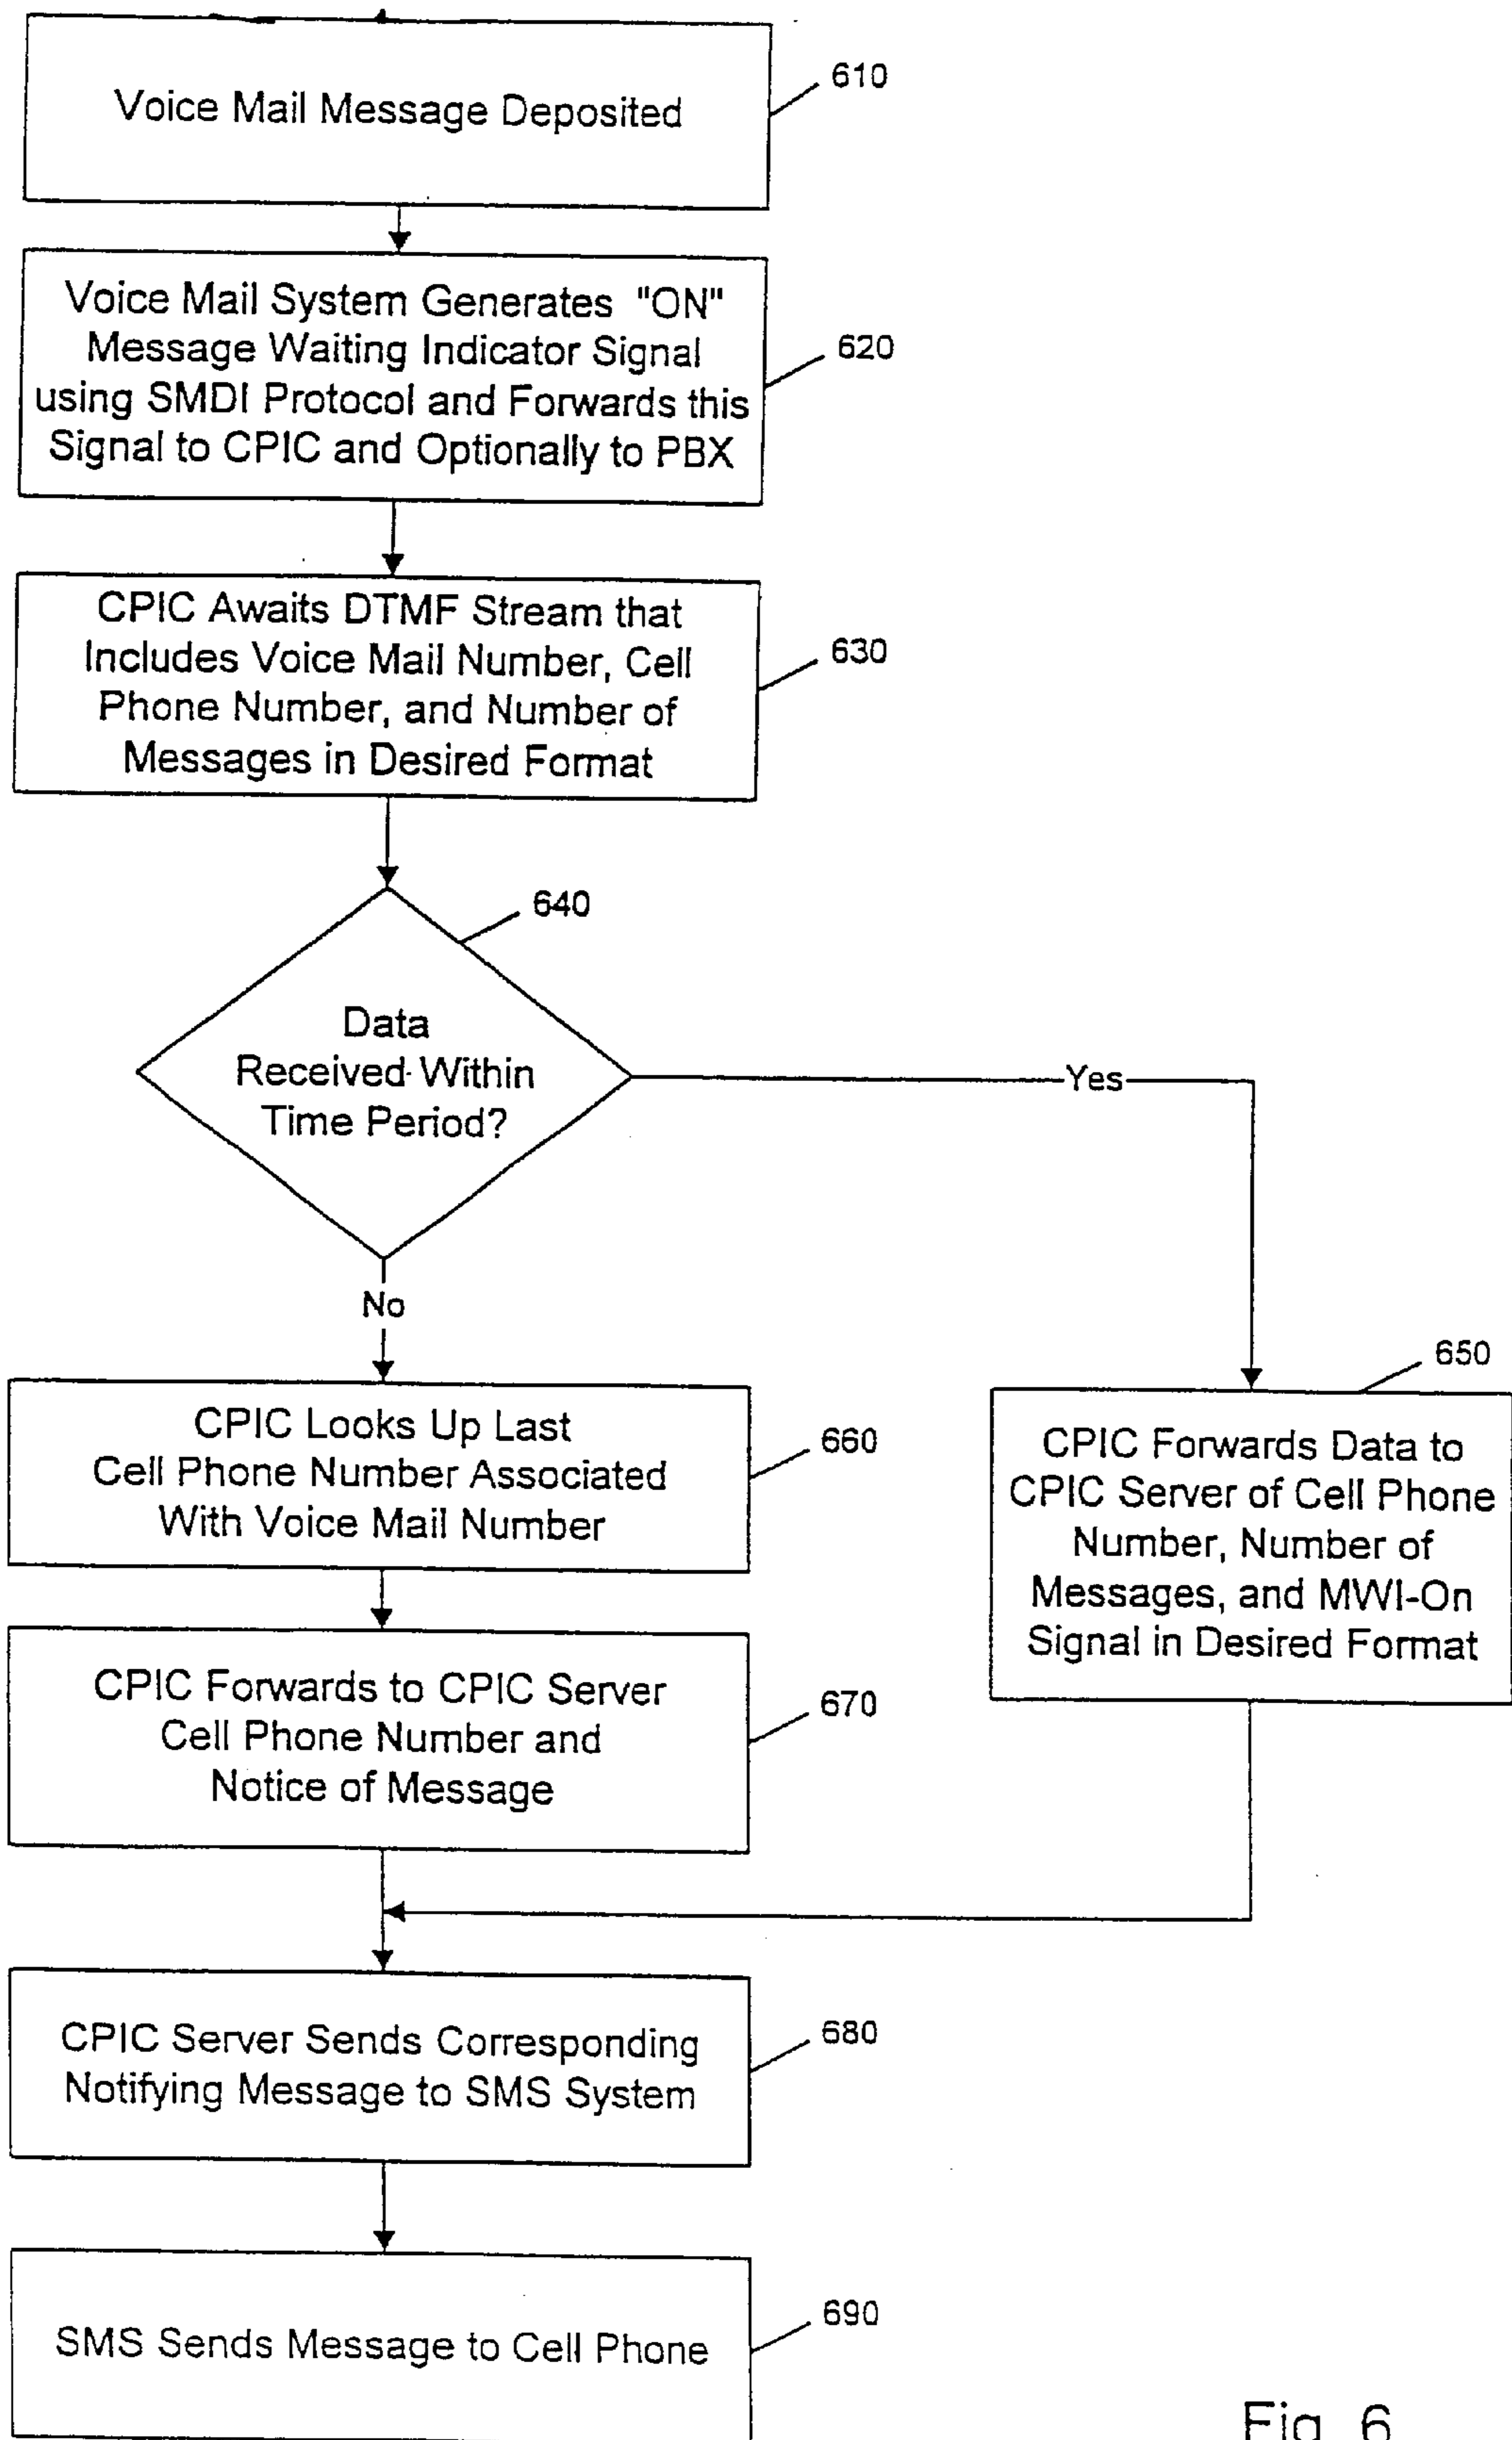 Voice Mail Message Deposited
610
Voice Mail System Generates "ON"
Message Waiting Indicator Signal
using SMDI Protocol and Forwards this
Signal to CPIC and Optionally to PBX
620
CPIC Awaits DTMF Stream that
Includes Voice Mail Number, Cell
Phone Number, and Number of
Messages in Desired Format
630
640
Data
Received Within
Time Period?
Yes
No
CPIC Looks Up Last
Cell Phone Number Associated
With Voice Mail Number
660
650
CPIC Forwards Data to
CPIC Server of Cell Phone
Number, Number of
Messages, and MWI-On
Signal in Desired Format
CPIC Forwards to CPIC Server
Cell Phone Number and
Notice of Message
670
CPIC Server Sends Corresponding
Notifying Message to SMS System
680
SMS Sends Message to Cell Phone
690
Fig. 6